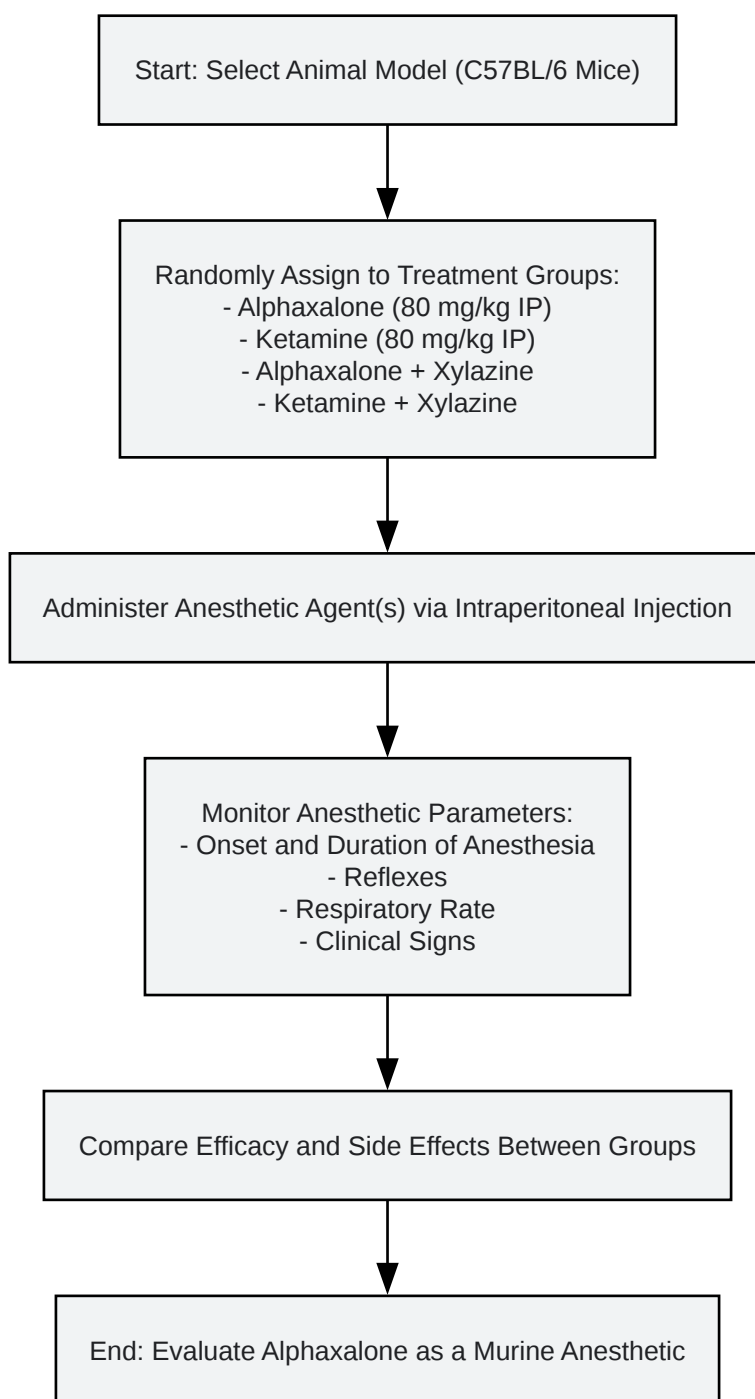 Start: Select Animal Model (C57BL/6 Mice)
Randomly Assign to Treatment Groups:
- Alphaxalone (80 mg/kg IP)
- Ketamine (80 mg/kg IP)
- Alphaxalone + Xylazine
- Ketamine + Xylazine
Administer Anesthetic Agent(s) via Intraperitoneal Injection
Monitor Anesthetic Parameters:
- Onset and Duration of Anesthesia
- Reflexes
- Respiratory Rate
- Clinical Signs
Compare Efficacy and Side Effects Between Groups
End: Evaluate Alphaxalone as a Murine Anesthetic